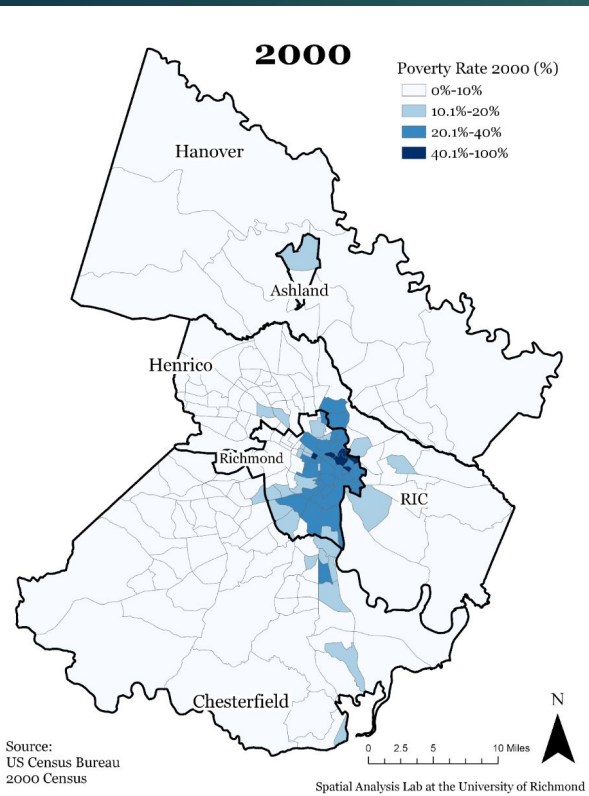 2000
Poverty Rate 2000 (%)
0%-10%
10.1%-20%
20.1%-40%
40.1%-100%
Hanover
Ashland
Henrico
Richmond
RIC
Chesterfield
N
0 2.5 5 10 Miles
Source:
US Census Bureau
2000 Census
Spatial Analysis Lab at the University of Richmond